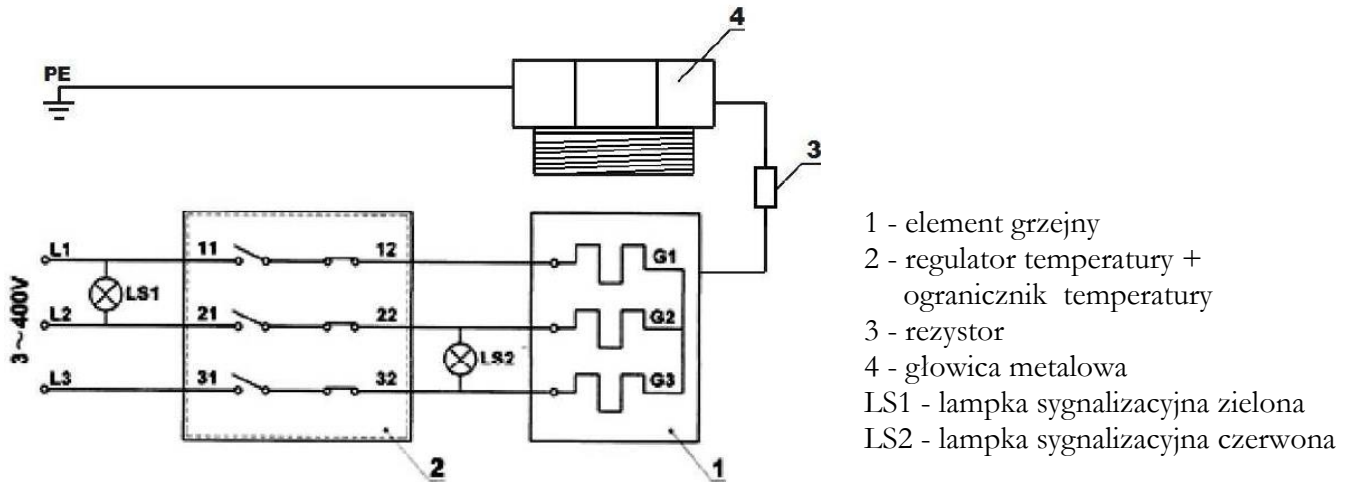 4
PE
3
L1
11
12
G1
LS1
L2
21
22
G2
3~400V
LS2
L3
31
32
G3
2
1
1 - element grzejny
2 - regulator temperatury +
ogranicznik temperatury
3 - rezystor
4 - głowica metalowa
LS1 - lampka sygnalizacyjna zielona
LS2 - lampka sygnalizacyjna czerwona